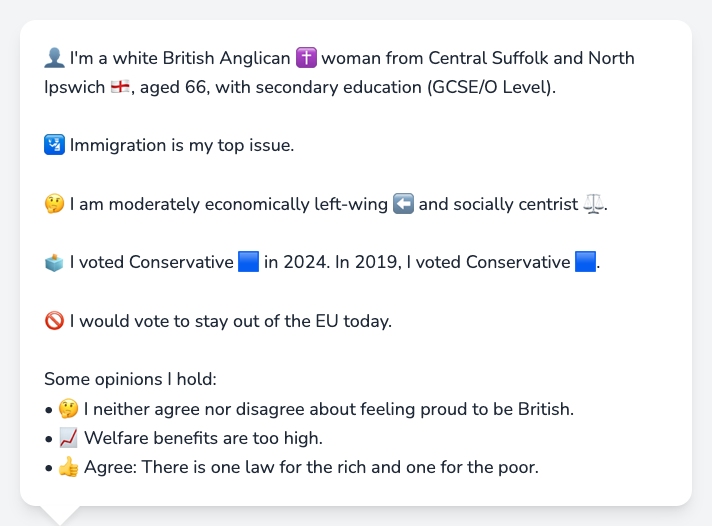 👤 I'm a white British Anglican ✝️ woman from Central Suffolk and North
Ipswich 🏴󠁧󠁢󠁥󠁮󠁧󠁿, aged 66, with secondary education (GCSE/O Level).
🛂 Immigration is my top issue.
🤔 I am moderately economically left-wing ⬅️ and socially centrist ⚖️.
🗳️ I voted Conservative 🟦 in 2024. In 2019, I voted Conservative 🟦.
🚫 I would vote to stay out of the EU today.
Some opinions I hold:
• 🤔 I neither agree nor disagree about feeling proud to be British.
• 📈 Welfare benefits are too high.
• 👍 Agree: There is one law for the rich and one for the poor.